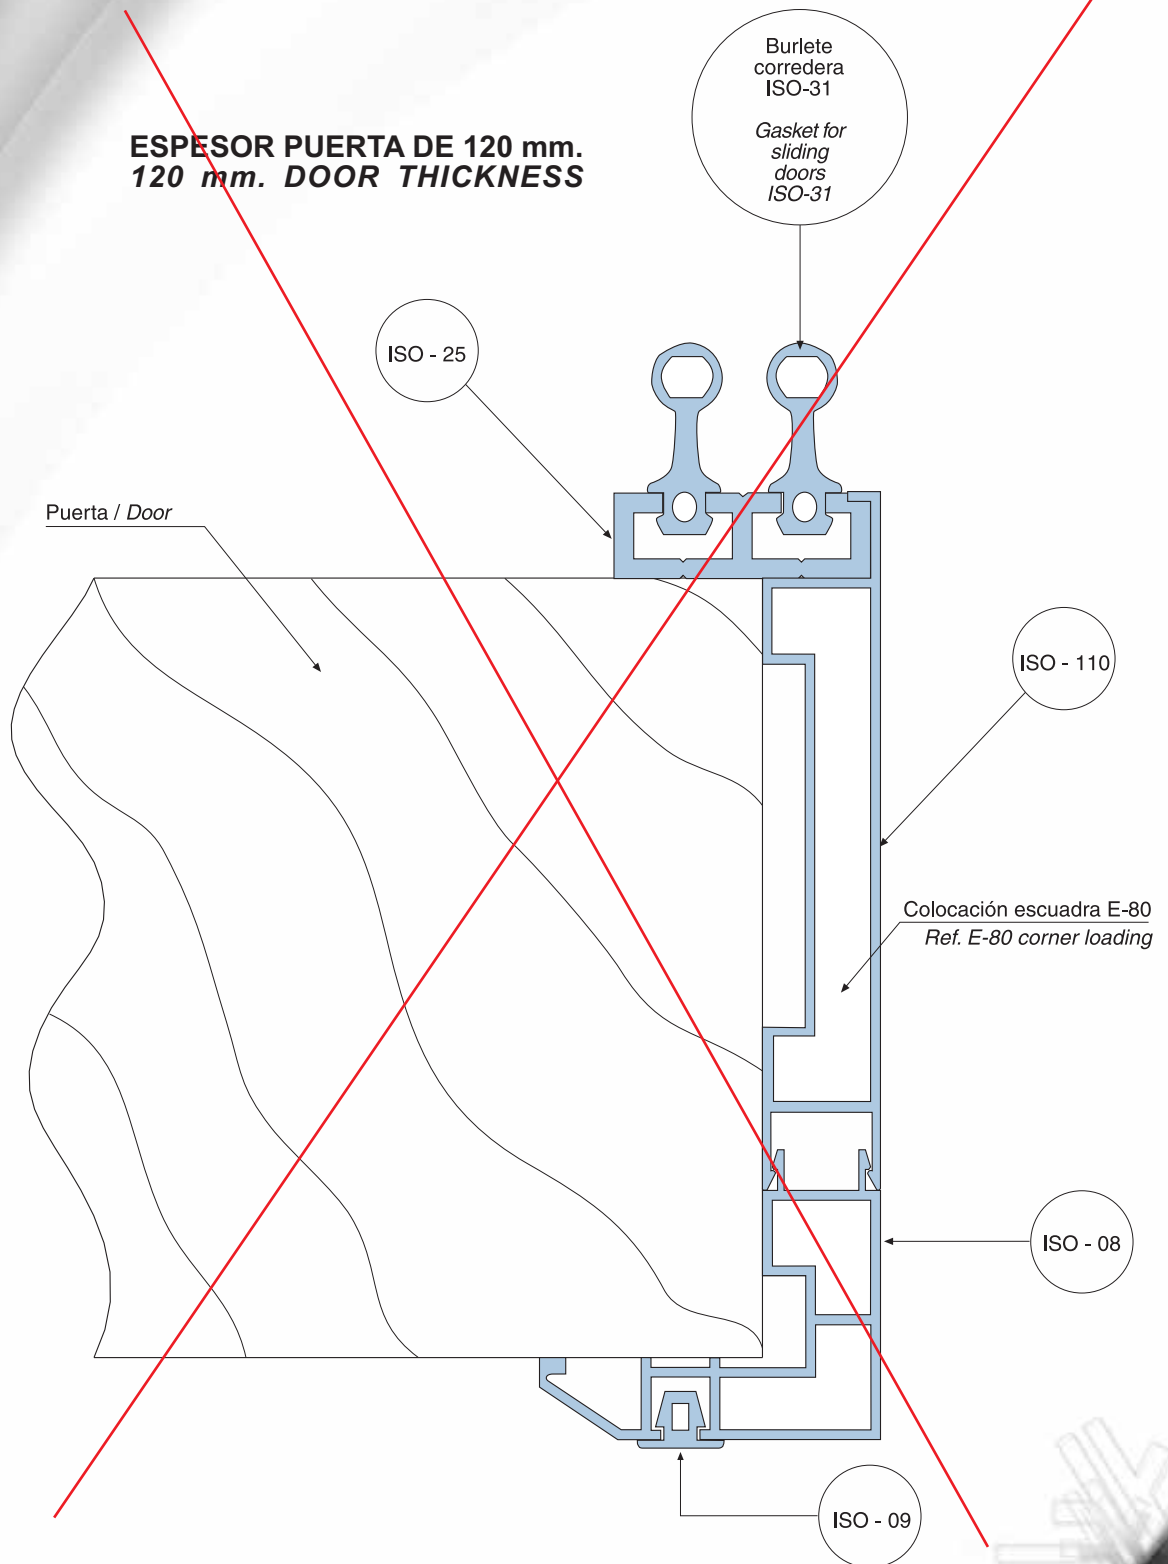 Burlete
corredera
ISO-31
Gasket for
sliding
doors
ISO-31
ESPESOR PUERTA DE 120 mm.
120 mm. DOOR THICKNESS
ISO - 25
Puerta / Door
ISO - 110
Colocación escuadra E-80
Ref. E-80 corner loading
ISO - 08
ISO - 09